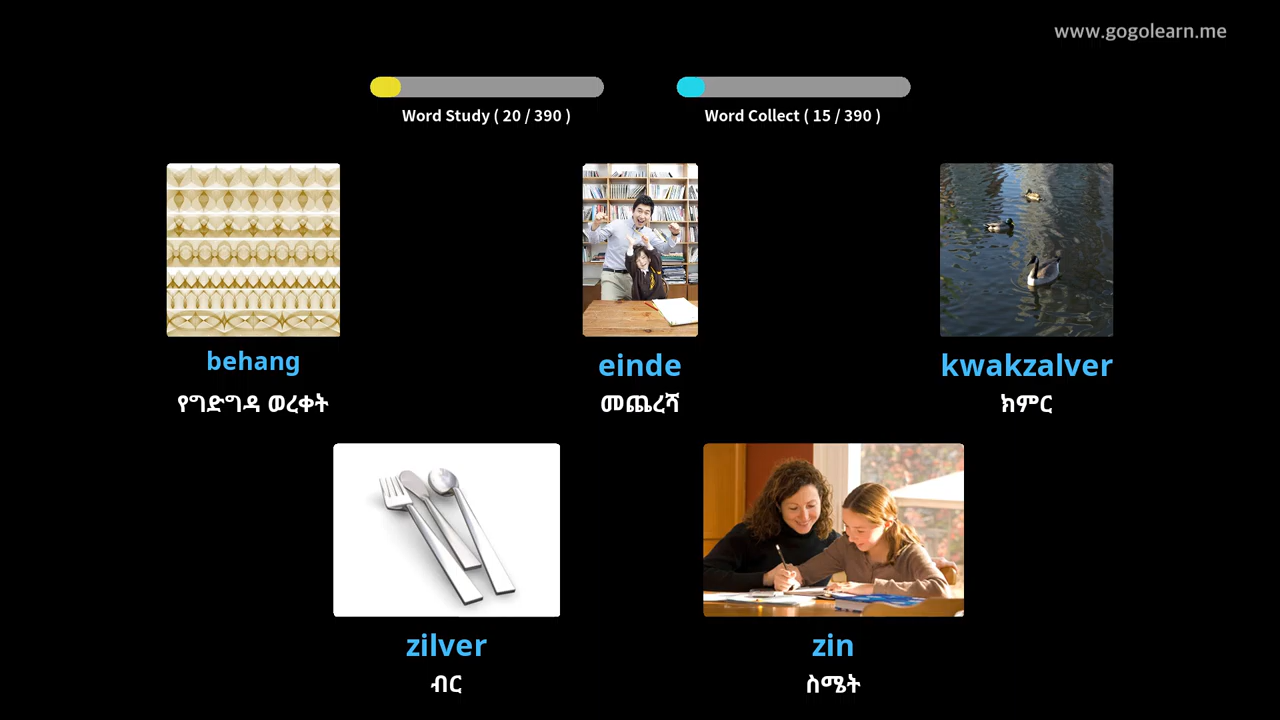 www.gogolearn.me
Word Study ( 20 / 390 )
Word Collect ( 15 / 390 )
behang
einde
kwakzalver
የግድግዳ ወረቀት
መጨረሻ
ክምር
zilver
zin
ብር
ስሜት